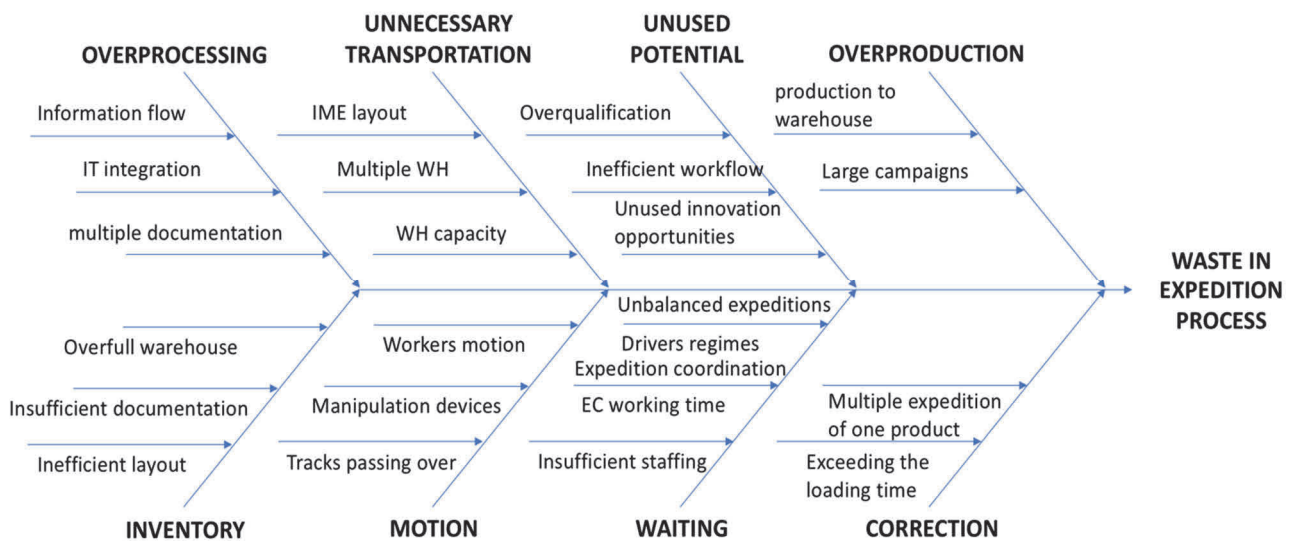 OVERPROCESSING
UNNECESSARY
TRANSPORTATION
UNUSED
POTENTIAL
OVERPRODUCTION
Information flow
IT integration
multiple documentation
IME layout
Multiple WH
WH capacity
Overqualification
Inefficient workflow
Unused innovation
opportunities
production to
warehouse
Large campaigns
WASTE IN
EXPEDITION
PROCESS
Overfull warehouse
Insufficient documentation
Inefficient layout
Workers motion
Manipulation devices
Tracks passing over
Unbalanced expeditions
Drivers regimes
Expedition coordination
EC working time
Insufficient staffing
Multiple expedition
of one product
Exceeding the
loading time
INVENTORY
MOTION
WAITING
CORRECTION